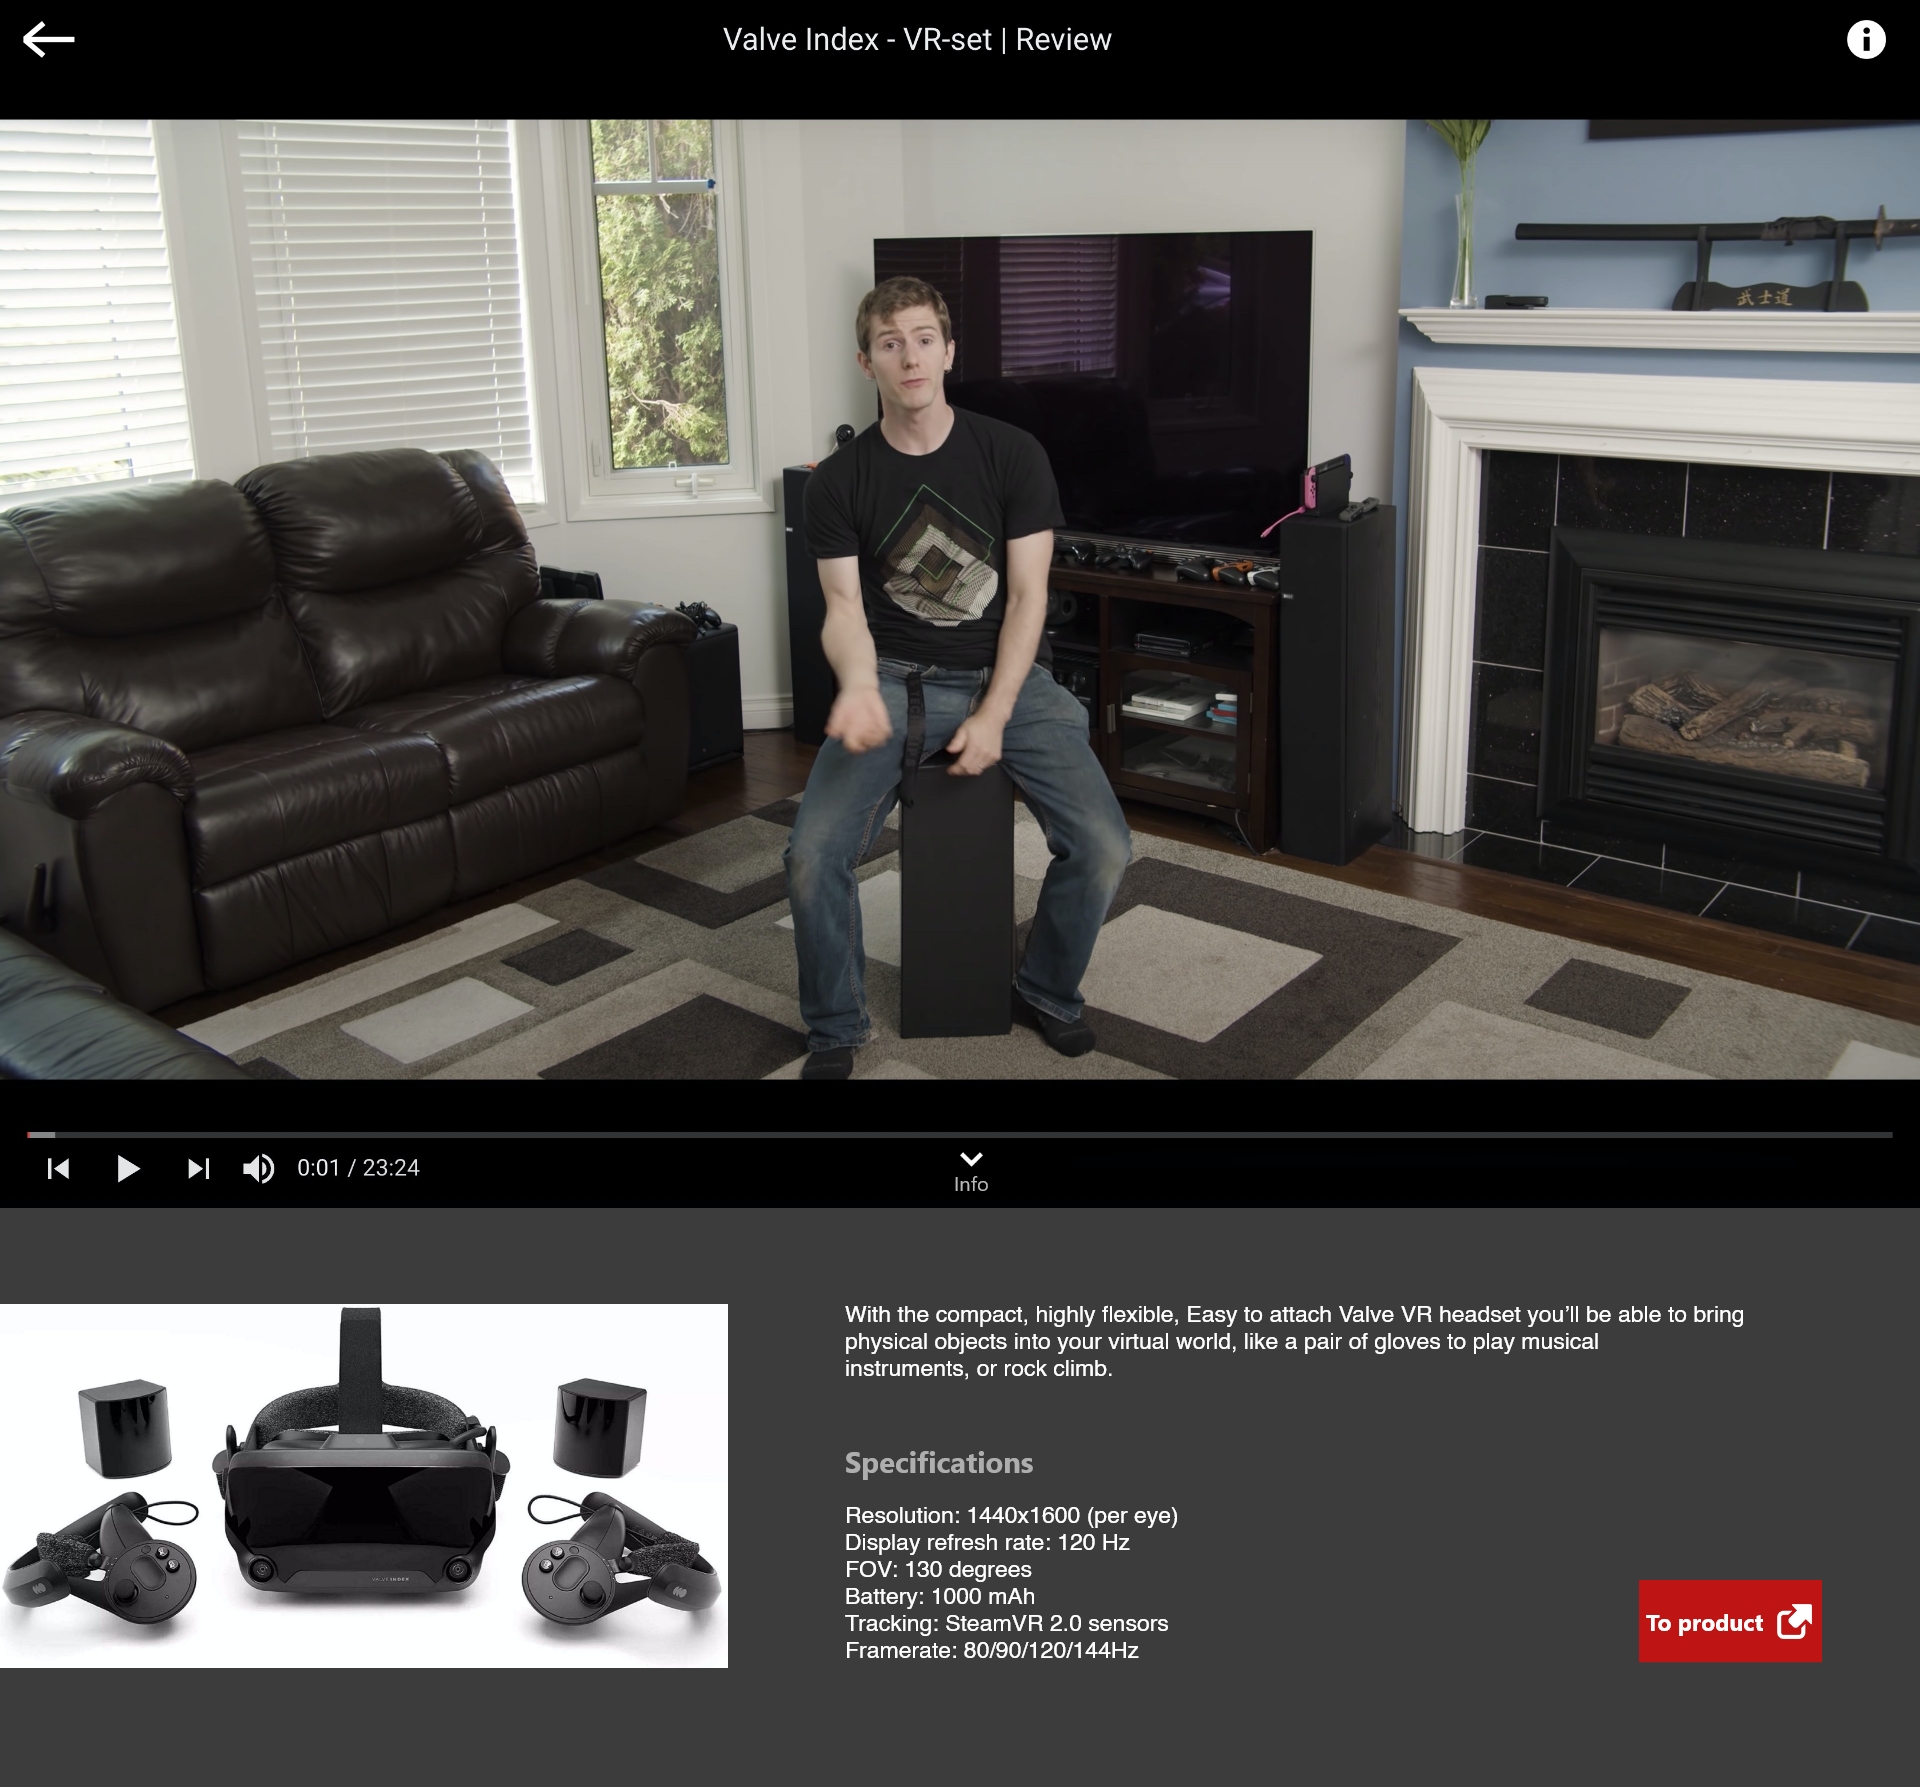 Valve Index - VR-set | Review
武士道
0:01 / 23:24
Info
With the compact, highly flexible, Easy to attach Valve VR headset you’ll be able to bring
physical objects into your virtual world, like a pair of gloves to play musical
instruments, or rock climb.
VALVE INDEX
Specifications
Resolution: 1440x1600 (per eye)
Display refresh rate: 120 Hz
FOV: 130 degrees
Battery: 1000 mAh
Tracking: SteamVR 2.0 sensors
Framerate: 80/90/120/144Hz
To product